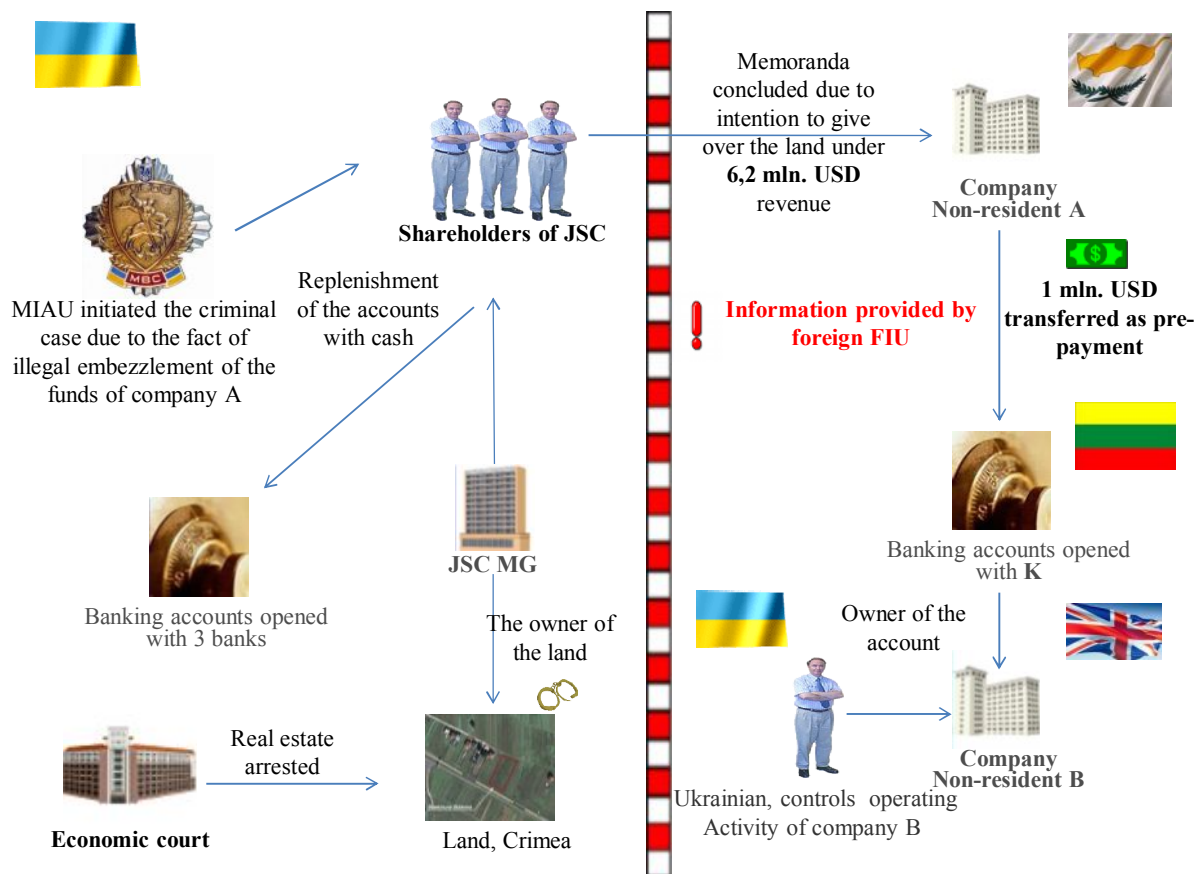 Memoranda
concluded due to
intention to give
over the land under
6,2 mln. USD
revenue
Company
Non-resident A
Shareholders of JSC
МВС
MIAU initiated the criminal
case due to the fact of
illegal embezzlement of the
funds of company A
Replenishment
of the accounts
with cash
Information provided by
foreign FIU
1 mln. USD
transferred as pre-
payment
Banking accounts opened
with 3 banks
JSC MG
The owner of
the land
Banking accounts opened
with K
Owner of the
account
Company
Non-resident B
Ukrainian, controls operating
Activity of company B
Economic court
Real estate
arrested
Land, Crimea